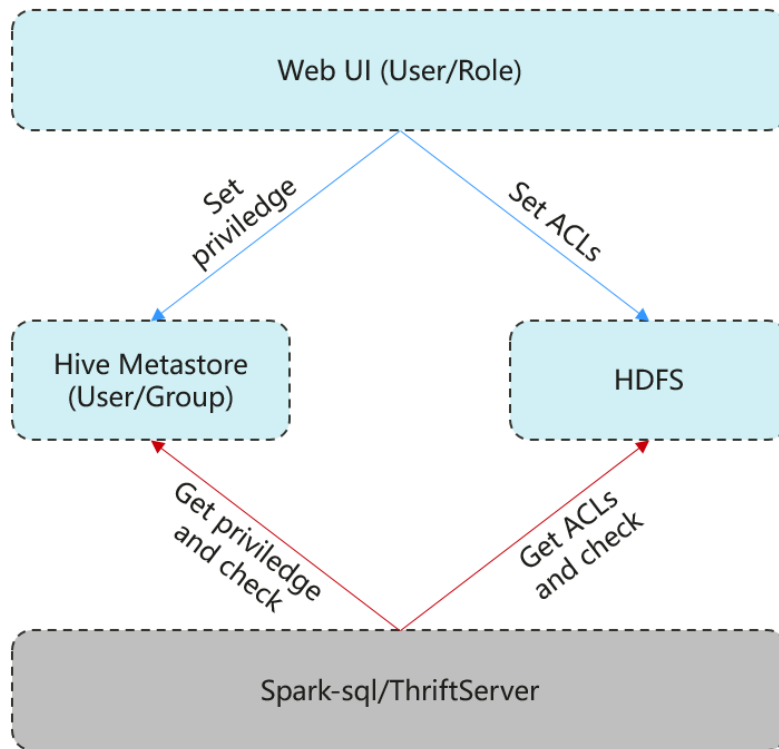 Web UI (User/Role)
Set
priviledge
Set ACLs
Hive Metastore
(User/Group)
HDFS
Get priviledge
and check
Get ACLs
and check
Spark-sql/ThriftServer